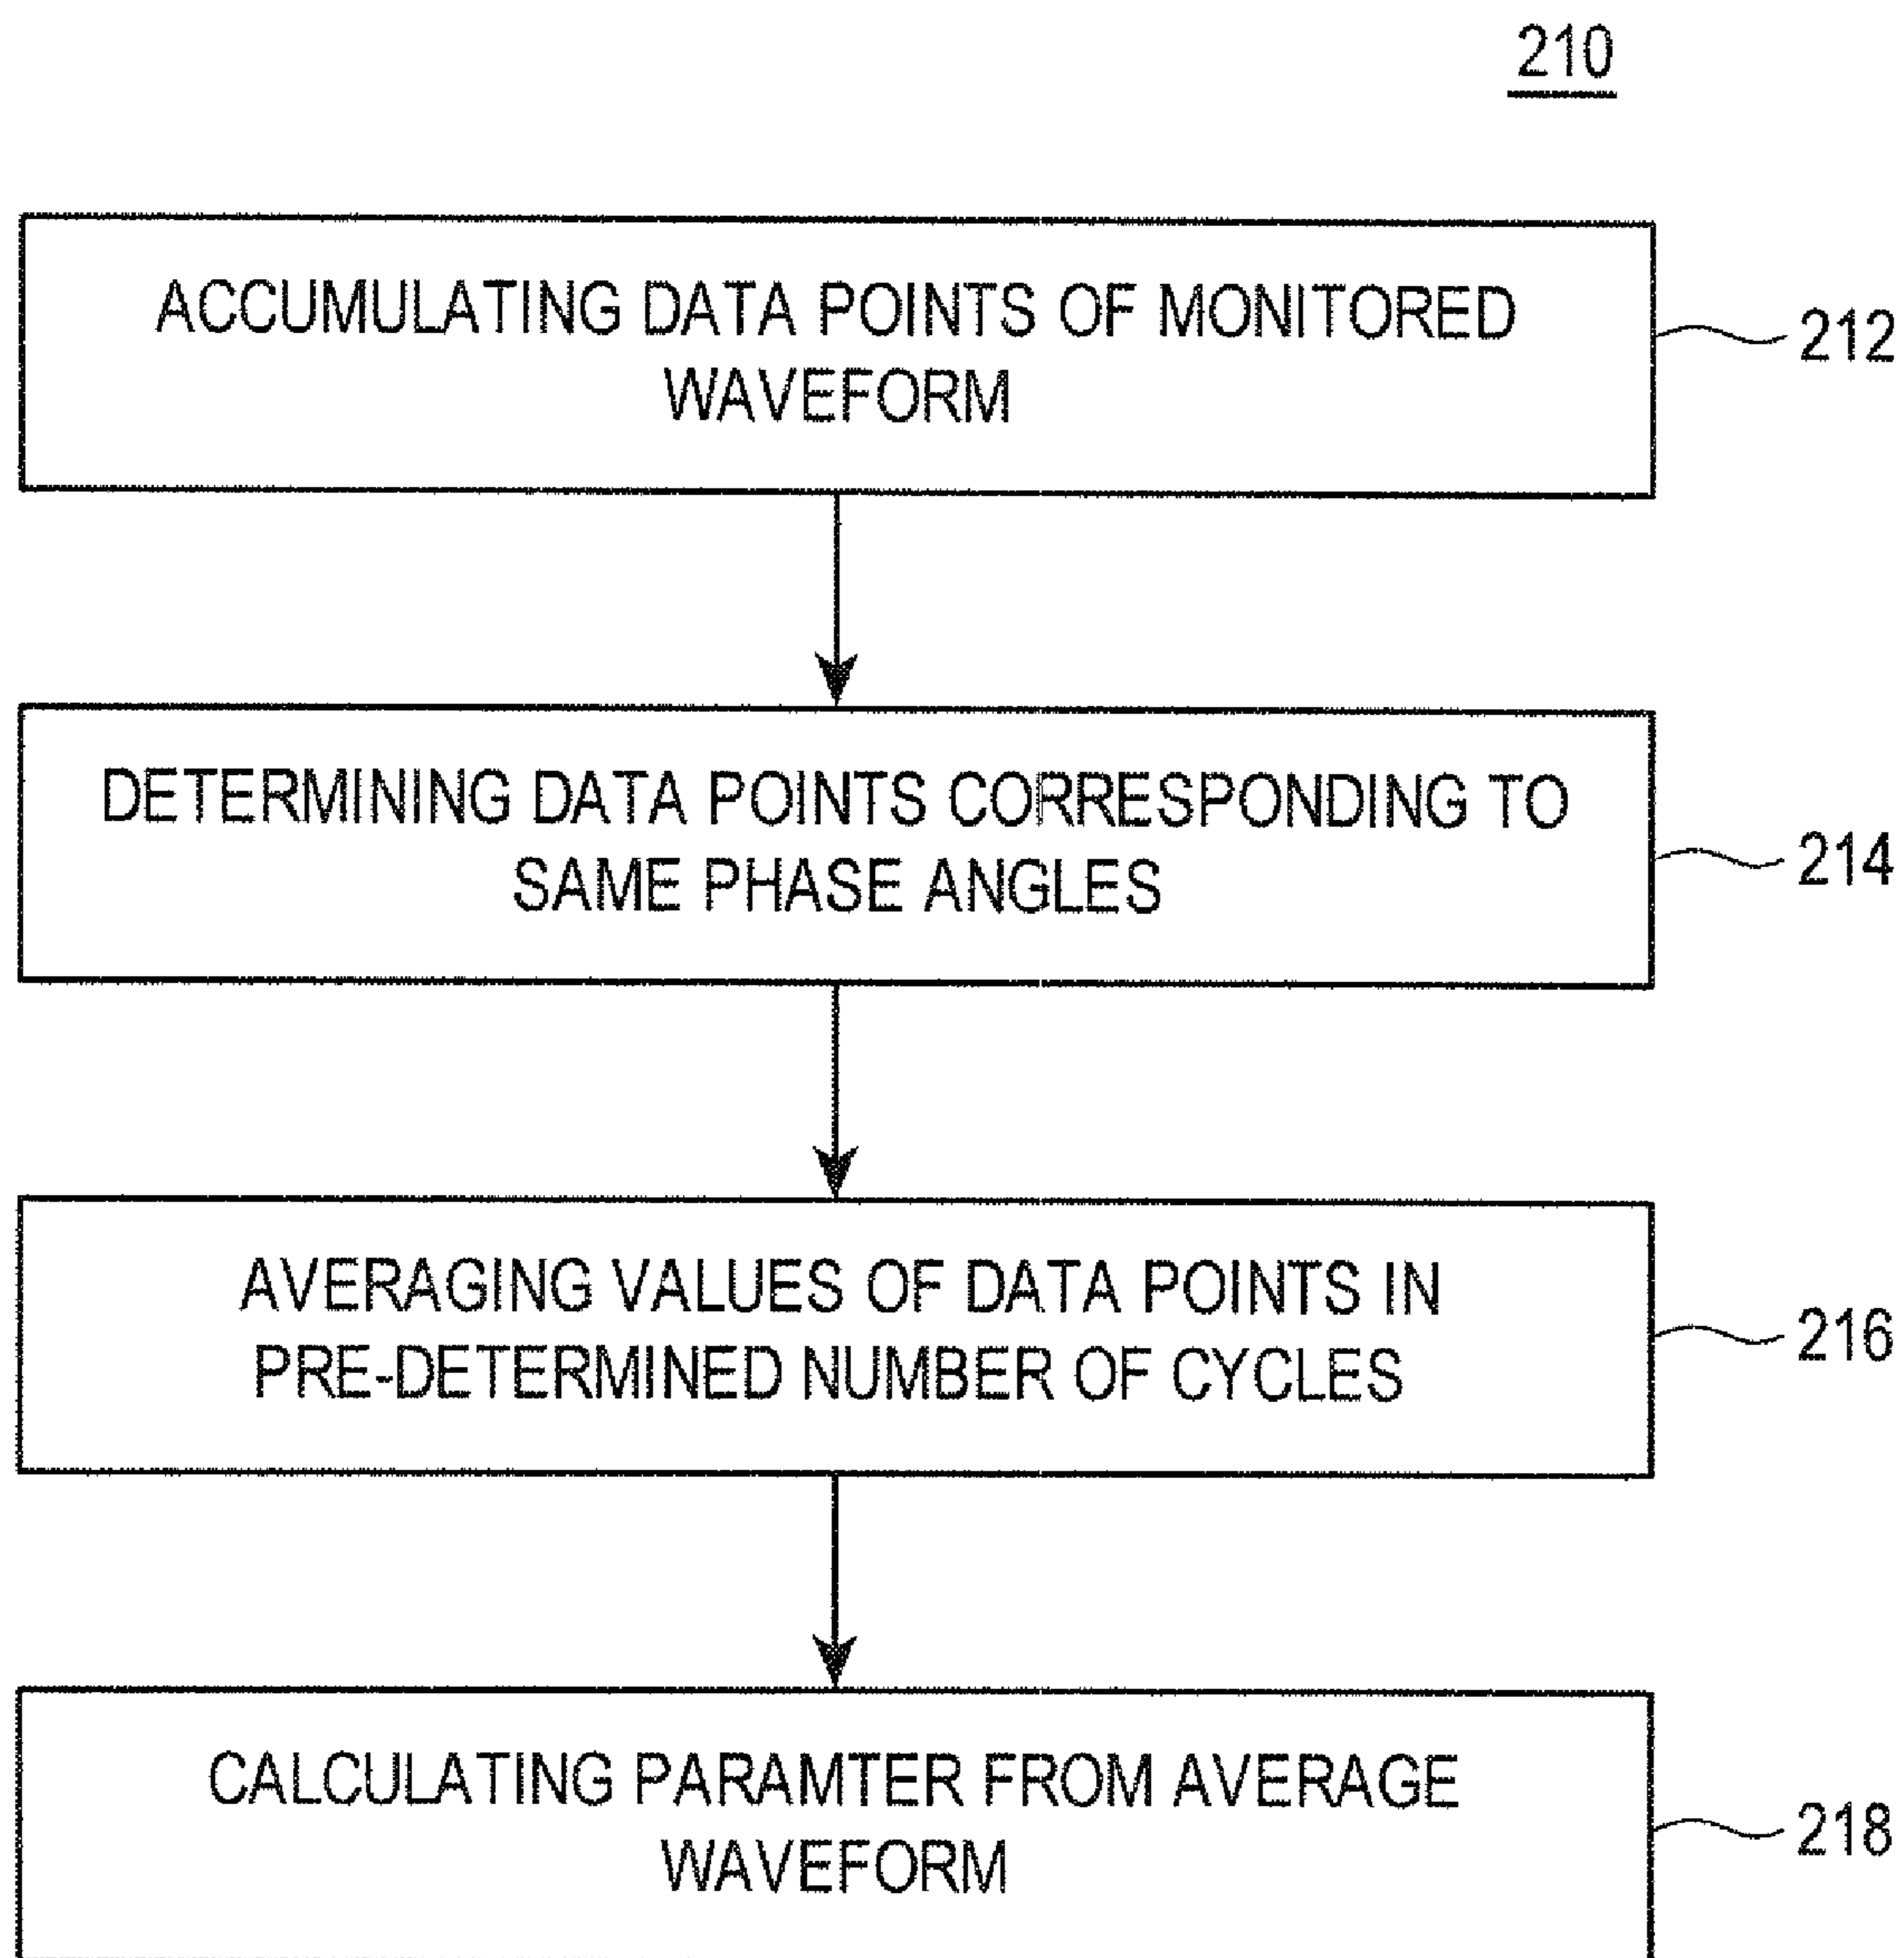 210
ACCUMULATING DATA POINTS OF MONITORED
WAVEFORM
212
DETERMINING DATA POINTS CORRESPONDING TO
SAME PHASE ANGLES
214
AVERAGING VALUES OF DATA POINTS IN
PRE-DETERMINED NUMBER OF CYCLES
216
CALCULATING PARAMTER FROM AVERAGE
WAVEFORM
218